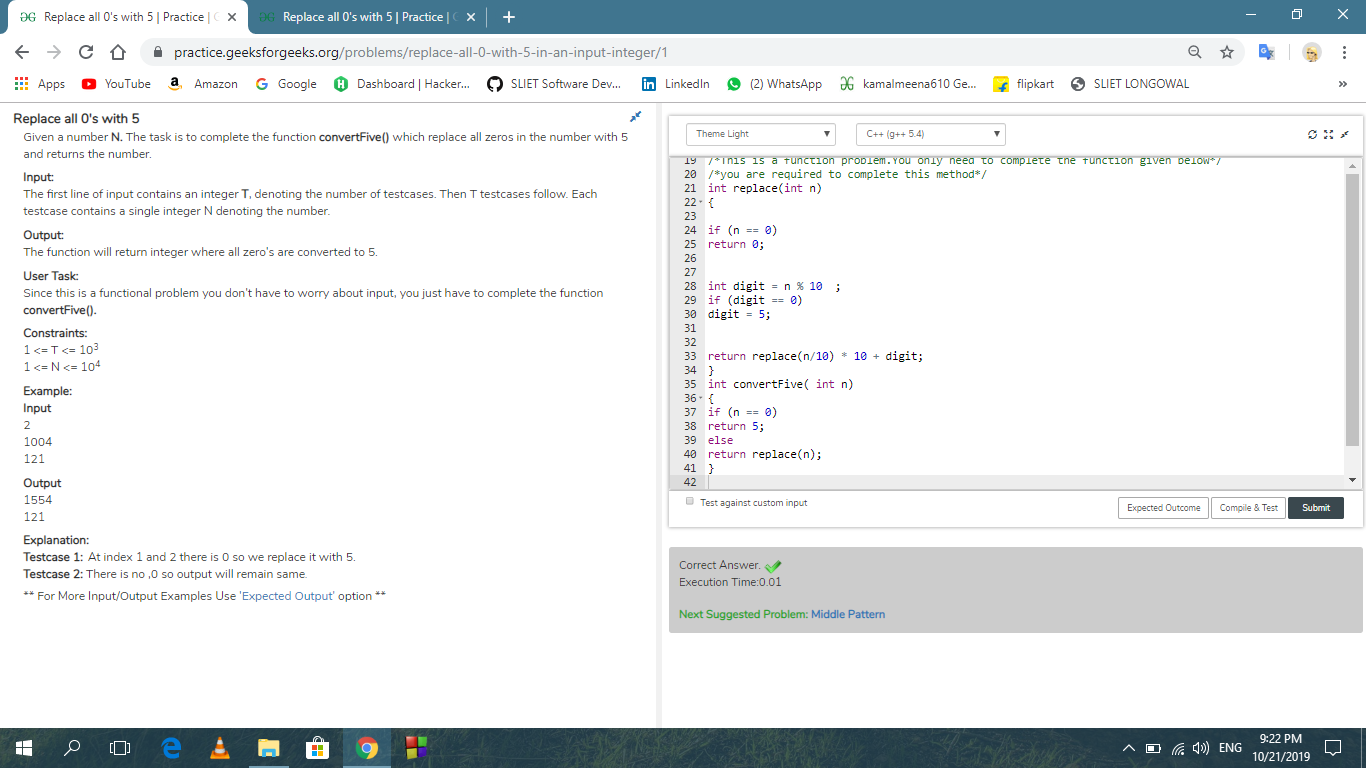 Replace all 0's with 5 | Practice |
Replace all 0's with 5 | Practice |
practice.geeksforgeeks.org/problems/replace-all-0-with-5-in-an-input-integer/1
Apps YouTube Amazon Google Dashboard | Hacker... SLIET Software Dev... LinkedIn (2) WhatsApp kamalmeena610 Ge... flipkart SLIET LONGOWAL »
Replace all 0's with 5
Given a number N. The task is to complete the function convertFive() which replace all zeros in the number with 5
and returns the number.
Input:
The first line of input contains an integer T, denoting the number of testcases. Then T testcases follow. Each
testcase contains a single integer N denoting the number.
Output:
The function will return integer where all zero's are converted to 5.
User Task:
Since this is a functional problem you don't have to worry about input, you just have to complete the function
convertFive().
Constraints:
1 <= T <= 10³
1 <= N <= 10⁴
Example:
Input
2
1004
121
Output
1554
121
Explanation:
Testcase 1: At index 1 and 2 there is 0 so we replace it with 5.
Testcase 2: There is no ,0 so output will remain same.
** For More Input/Output Examples Use 'Expected Output' option **
Theme Light
C++ (g++ 5.4)
19 /*This is a function problem.You only need to complete the function given below*/
20 /*you are required to complete this method*/
21 int replace(int n)
22 {
23
24 if (n == 0)
25 return 0;
26
27
28 int digit = n % 10  ;
29 if (digit == 0)
30 digit = 5;
31
32
33 return replace(n/10) * 10 + digit;
34 }
35 int convertFive( int n)
36 {
37 if (n == 0)
38 return 5;
39 else
40 return replace(n);
41 }
42
Test against custom input
Expected Outcome
Compile & Test
Submit
Correct Answer.
Execution Time:0.01
Next Suggested Problem: Middle Pattern
ENG
9:22 PM
10/21/2019